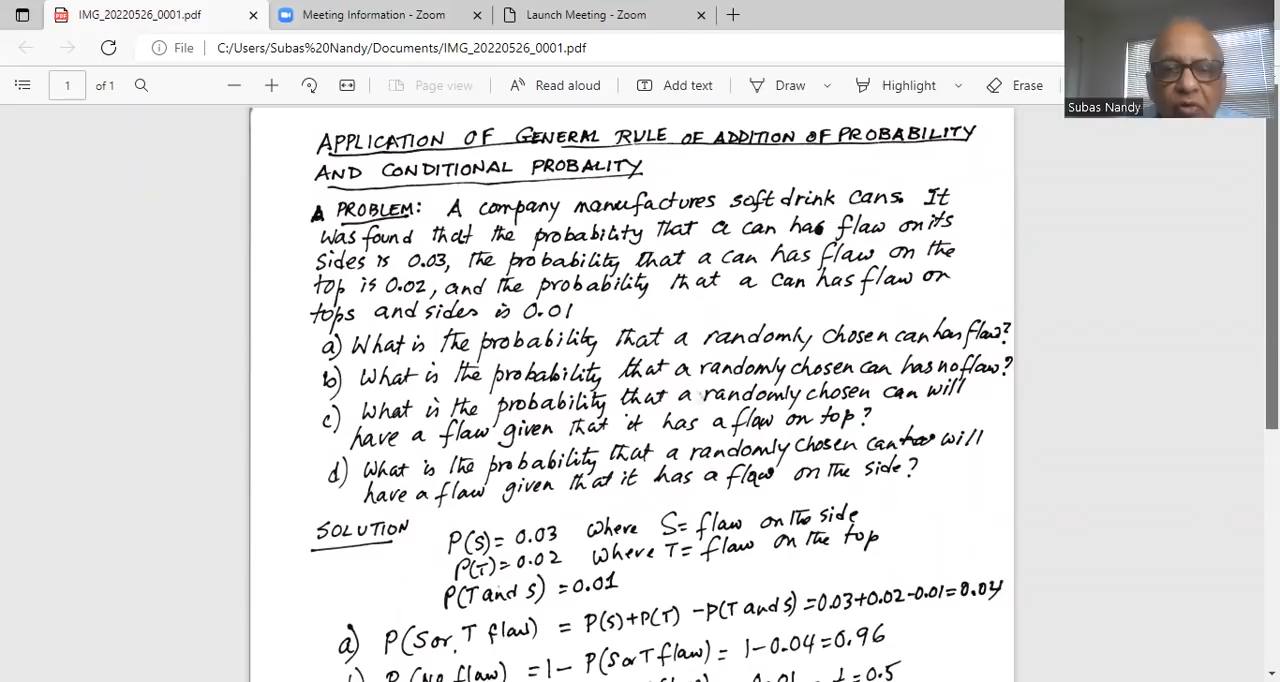 IMG_20220526_0001.pdf
Meeting Information - Zoom
Launch Meeting - Zoom
File C:/Users/Subas%20Nandy/Documents/IMG_20220526_0001.pdf
1 of 1
Page view
Read aloud
Add text
Draw
Highlight
Erase
Subas Nandy
APPLICATION OF GENERAL RULE OF ADDITION OF PROBABILITY
AND CONDITIONAL PROBALITY
A PROBLEM: A company manufactures soft drink cans. It
was found that the probability that a can has flaw on its
sides is 0.03, the probability that a can has flaw on the
top is 0.02, and the probability that a can has flaw on
tops and sides is 0.01
a) What is the probability that a randomly chosen can has flaw?
b) What is the probability that a randomly chosen can has no flaw?
c) What is the probability that a randomly chosen can will
have a flaw given that it has a flaw on top?
d) What is the probability that a randomly chosen can will
have a flaw given that it has a flaw on the side?
SOLUTION
P(S) = 0.03 where S = flaw on the side
P(T) = 0.02 where T = flaw on the top
P(T and S) = 0.01
a) P(S or T flaw) = P(S) + P(T) - P(T and S) = 0.03+0.02-0.01 = 0.04
P(No flaw) = 1 - P(S or T flaw) = 1 - 0.04 = 0.96
= 0.5